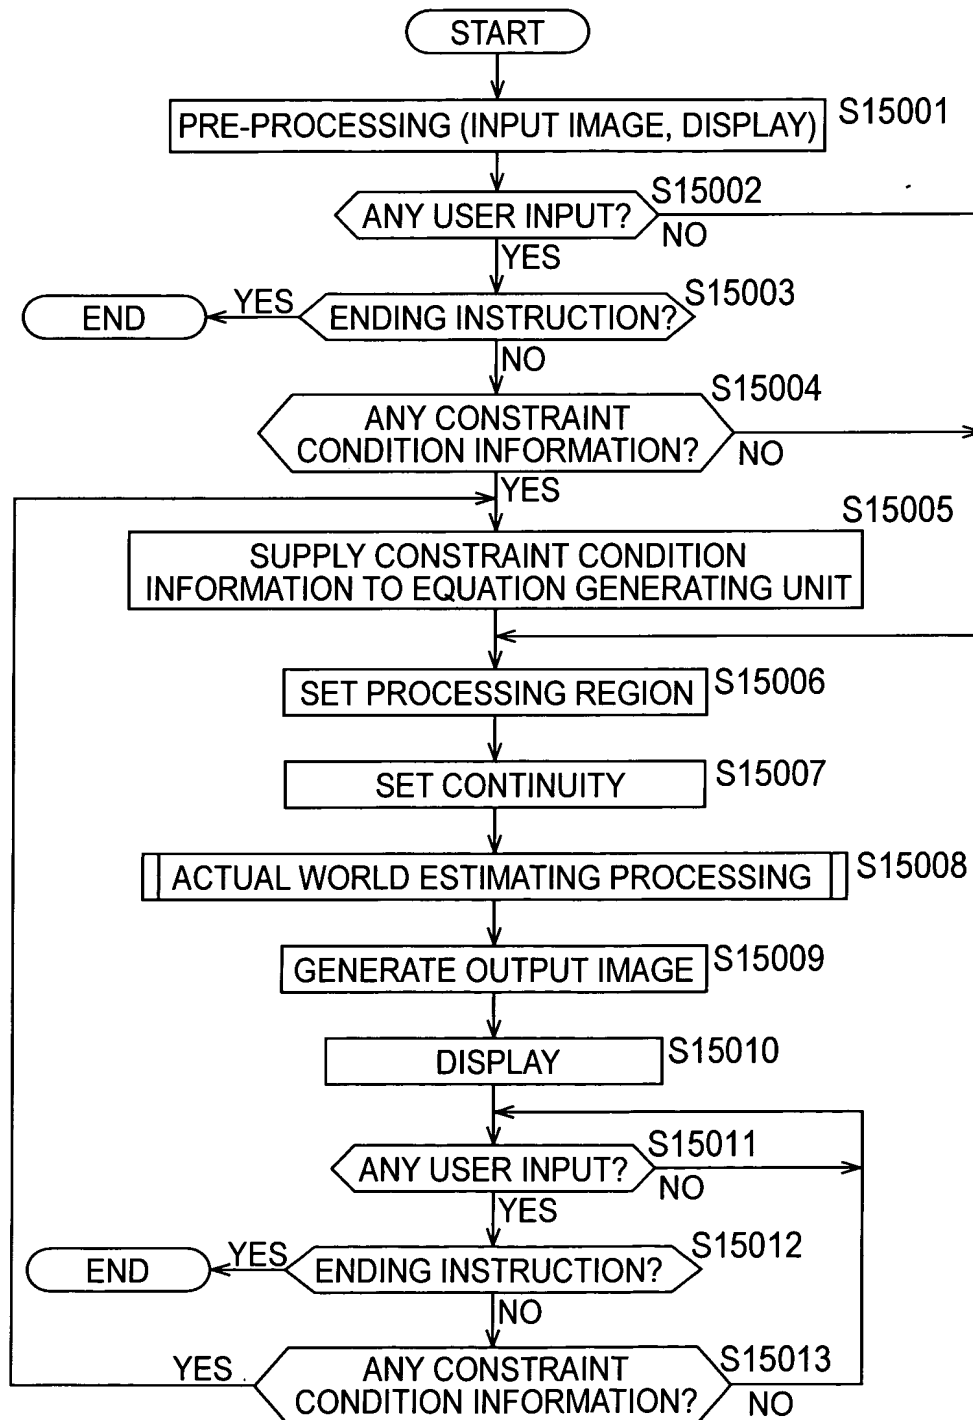 START
PRE-PROCESSING (INPUT IMAGE, DISPLAY)
S15001
S15002
ANY USER INPUT?
NO
YES
S15003
END
YES
ENDING INSTRUCTION?
NO
S15004
ANY CONSTRAINT
CONDITION INFORMATION?
NO
YES
S15005
SUPPLY CONSTRAINT CONDITION
INFORMATION TO EQUATION GENERATING UNIT
SET PROCESSING REGION
S15006
SET CONTINUITY
S15007
ACTUAL WORLD ESTIMATING PROCESSING
S15008
GENERATE OUTPUT IMAGE
S15009
DISPLAY
S15010
S15011
ANY USER INPUT?
NO
YES
S15012
END
YES
ENDING INSTRUCTION?
NO
S15013
YES
ANY CONSTRAINT
CONDITION INFORMATION?
NO